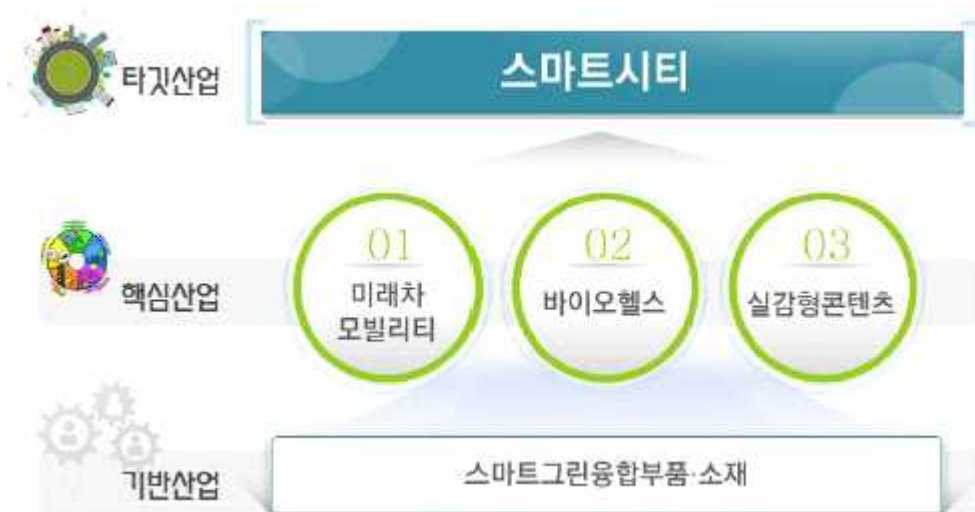 타깃산업
스마트시티
핵심산업
01
미래차
모빌리티
02
바이오헬스
03
실감형콘텐츠
기반산업
스마트그린융합부품·소재